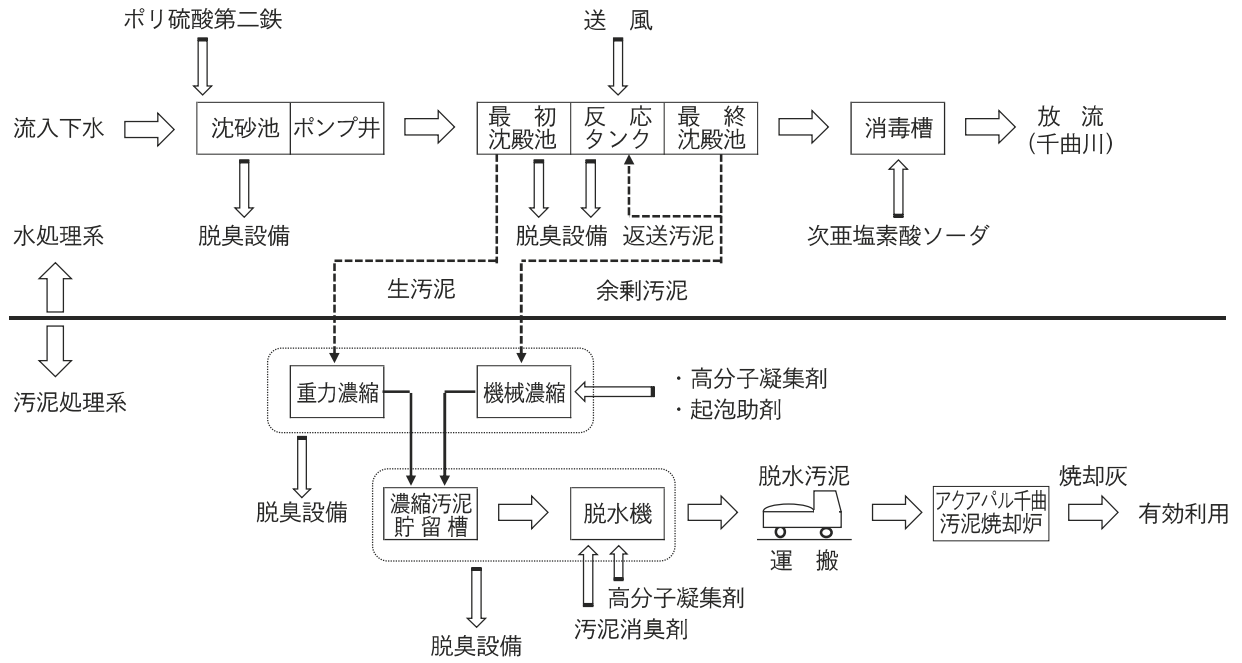 ポリ硫酸第二鉄
送　風
流入下水
沈砂池
ポンプ井
最　初
沈殿池
反　応
タンク
最　終
沈殿池
消毒槽
放　流
(千曲川)
水処理系
脱臭設備
脱臭設備
返送汚泥
次亜塩素酸ソーダ
生汚泥
余剰汚泥
汚泥処理系
重力濃縮
機械濃縮
・高分子凝集剤
・起泡助剤
脱臭設備
濃縮汚泥
貯留槽
脱水機
脱水汚泥
運　搬
アクアパル千曲
汚泥焼却炉
焼却灰
有効利用
高分子凝集剤
汚泥消臭剤
脱臭設備